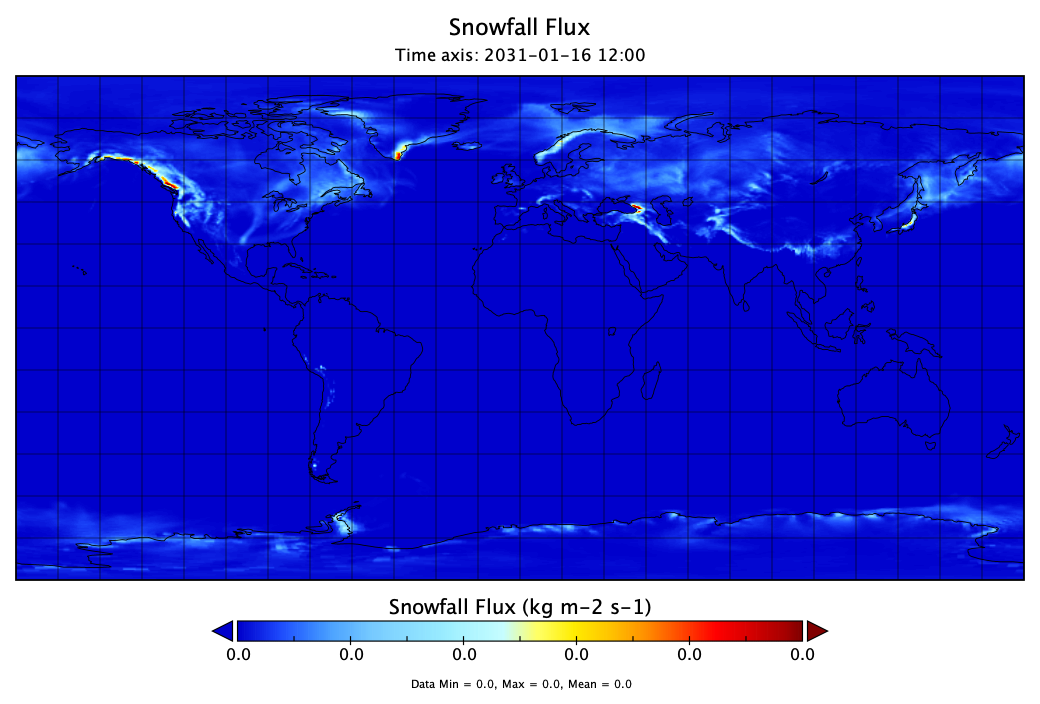 Snowfall Flux
Time axis: 2031-01-16 12:00
Snowfall Flux (kg m-2 s-1)
0.0 0.0 0.0 0.0 0.0 0.0
Data Min = 0.0, Max = 0.0, Mean = 0.0